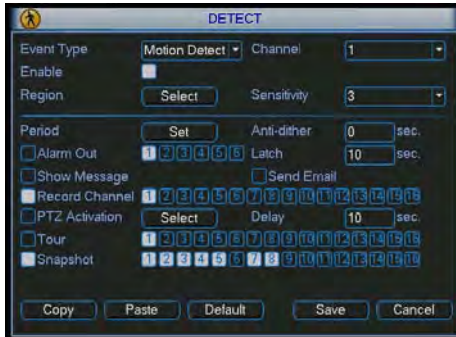 DETECT
Event Type Motion Detect Channel 1
Enable
Region Select Sensitivity 3
Period Set Anti-dither 0 sec.
Alarm Out 1 2 3 4 5 6 Latch 10 sec.
Show Message Send Email
Record Channel 1 2 3 4 5 6 7 8 9 10 11 12 13 14 15 16
PTZ Activation Select Delay 10 sec.
Tour 1 2 3 4 5 6 7 8 9 10 11 12 13 14 15 16
Snapshot 1 2 3 4 5 6 7 8 9 10 11 12 13 14 15 16
Copy Paste Default Save Cancel